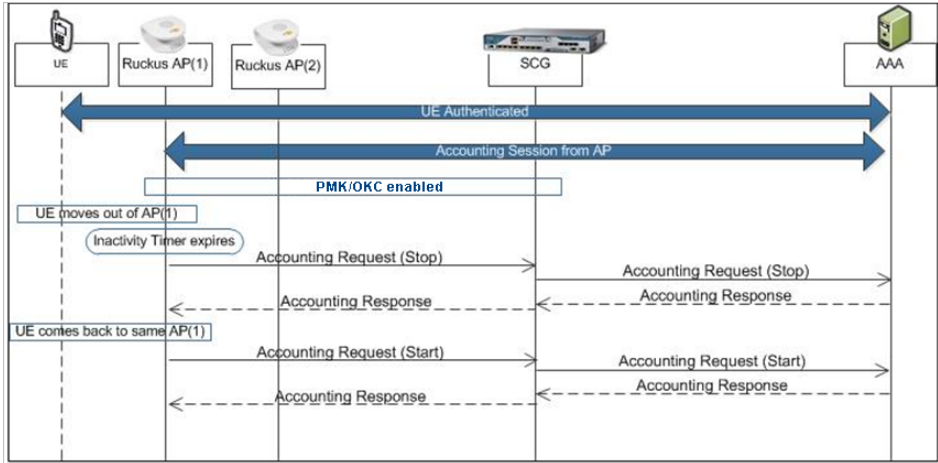 UE
Ruckus AP(1)
Ruckus AP(2)
SCG
AAA
UE Authenticated
Accounting Session from AP
PMK/OKC enabled
UE moves out of AP(1)
Inactivity Timer expires
Accounting Request (Stop)
Accounting Request (Stop)
Accounting Response
Accounting Response
UE comes back to same AP(1)
Accounting Request (Start)
Accounting Request (Start)
Accounting Response
Accounting Response